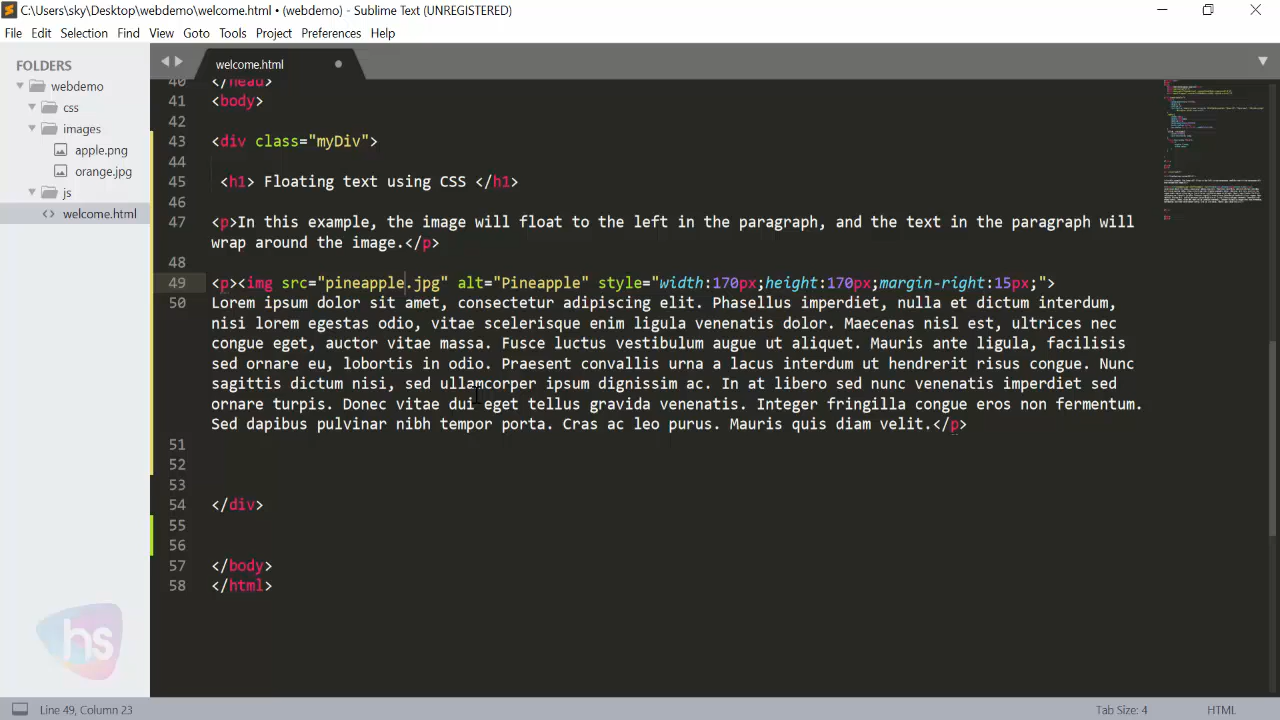 C:\Users\sky\Desktop\webdemo\welcome.html • (webdemo) - Sublime Text (UNREGISTERED)
File Edit Selection Find View Goto Tools Project Preferences Help
FOLDERS
webdemo
css
images
apple.png
orange.jpg
js
welcome.html
welcome.html
40 </head>
41 <body>
42
43 <div class="myDiv">
44
45 <h1> Floating text using CSS </h1>
46
47 <p>In this example, the image will float to the left in the paragraph, and the text in the paragraph will
wrap around the image.</p>
48
49 <p><img src="pineapple.jpg" alt="Pineapple" style="width:170px;height:170px;margin-right:15px;">
50 Lorem ipsum dolor sit amet, consectetur adipiscing elit. Phasellus imperdiet, nulla et dictum interdum,
nisi lorem egestas odio, vitae scelerisque enim ligula venenatis dolor. Maecenas nisl est, ultrices nec
congue eget, auctor vitae massa. Fusce luctus vestibulum augue ut aliquet. Mauris ante ligula, facilisis
sed ornare eu, lobortis in odio. Praesent convallis urna a lacus interdum ut hendrerit risus congue. Nunc
sagittis dictum nisi, sed ullamcorper ipsum dignissim ac. In at libero sed nunc venenatis imperdiet sed
ornare turpis. Donec vitae dui eget tellus gravida venenatis. Integer fringilla congue eros non fermentum.
Sed dapibus pulvinar nibh tempor porta. Cras ac leo purus. Mauris quis diam velit.</p>
51
52
53
54 </div>
55
56
57 </body>
58 </html>
hs
Line 49, Column 23
Tab Size: 4
HTML